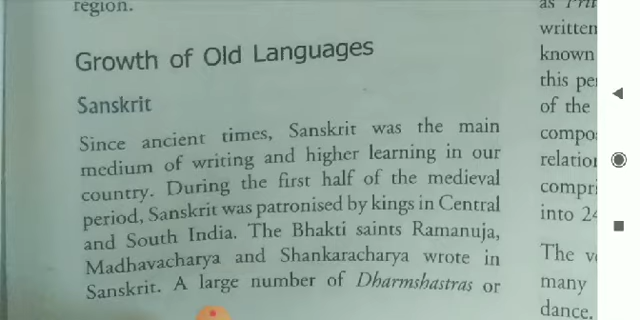 region.
Growth of Old Languages
Sanskrit
Since ancient times, Sanskrit was the main
medium of writing and higher learning in our
country. During the first half of the medieval
period, Sanskrit was patronised by kings in Central
and South India. The Bhakti saints Ramanuja,
Madhavacharya and Shankaracharya wrote in
Sanskrit. A large number of Dharmshastras or
as
written
known
this
of the
into
The
many
dance.